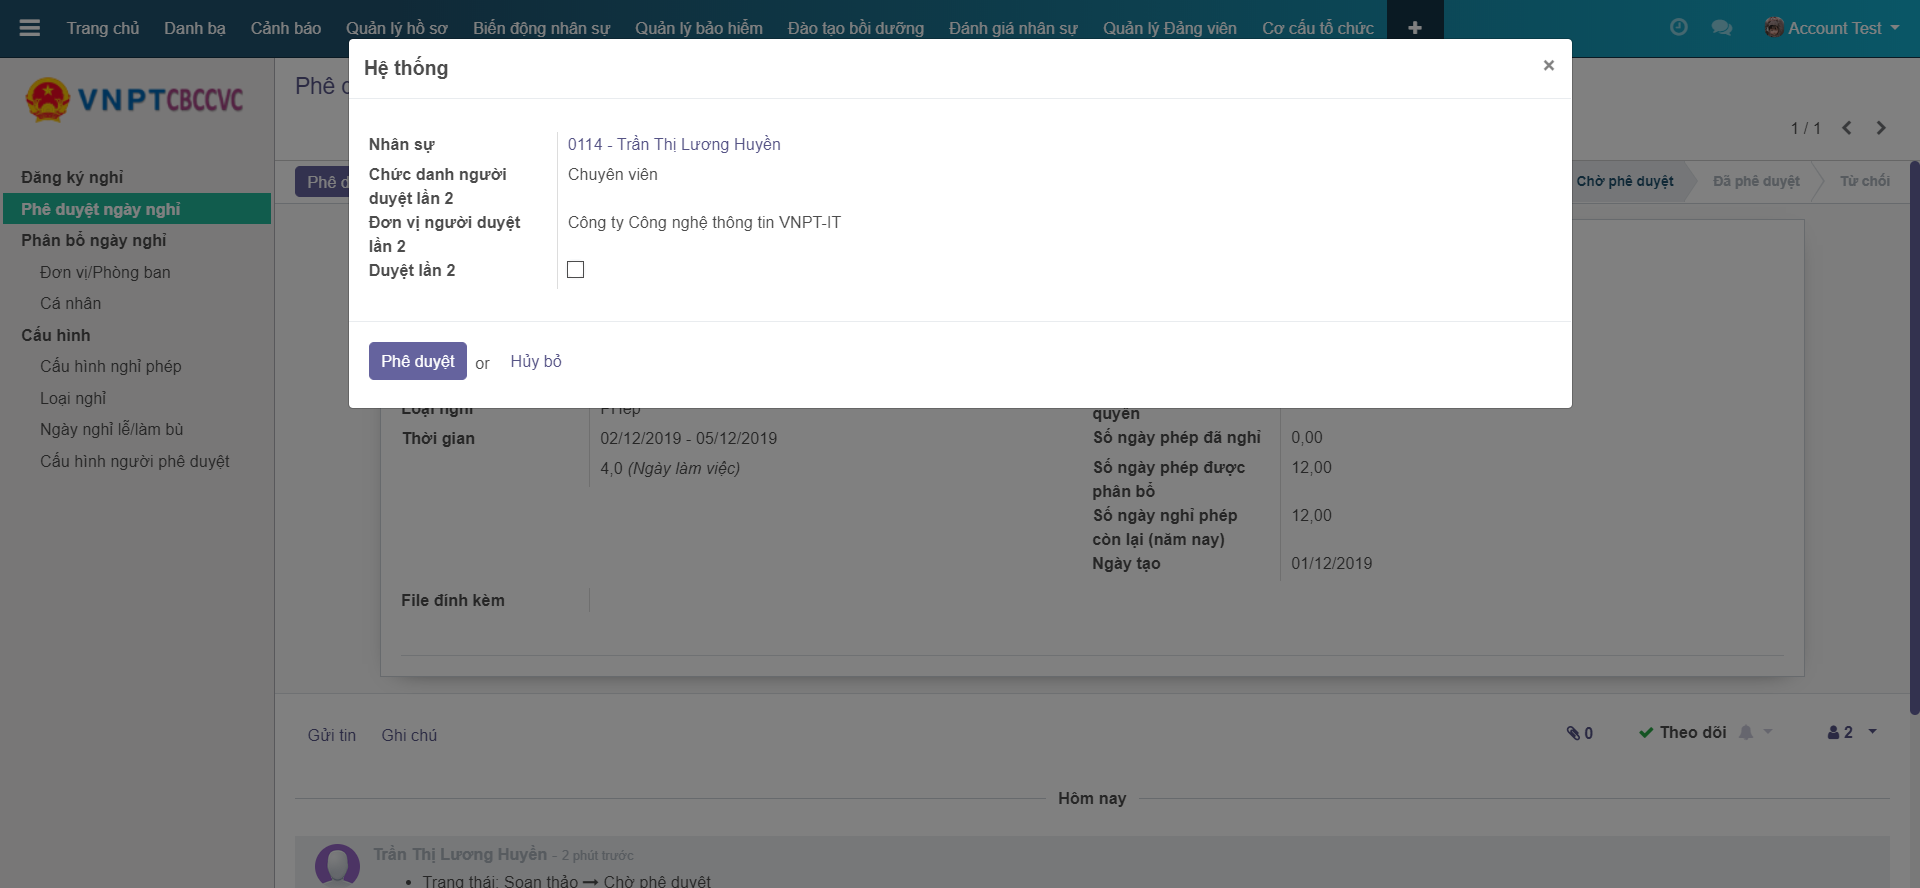 Trang chủ Danh bạ Cảnh báo Quản lý hồ sơ Biến động nhân sự Quản lý bảo hiểm Đào tạo bồi dưỡng Đánh giá nhân sự Quản lý Đảng viên Cơ cấu tổ chức + Account Test
VNPT CBCCVC
Đăng ký nghỉ
Phê duyệt ngày nghỉ
Phân bổ ngày nghỉ
Đơn vị/Phòng ban
Cá nhân
Cấu hình
Cấu hình nghỉ phép
Loại nghỉ
Ngày nghỉ lễ/làm bù
Cấu hình người phê duyệt
Phê
1 / 1
Phê
Chờ phê duyệt Đã phê duyệt Từ chối
Hệ thống ×
Nhân sự 0114 - Trần Thị Lương Huyền
Chức danh người Chuyên viên
duyệt lần 2
Đơn vị người duyệt Công ty Công nghệ thông tin VNPT-IT
lần 2
Duyệt lần 2
Phê duyệt or Hủy bỏ
Loại nghỉ PHép
Thời gian 02/12/2019 - 05/12/2019
4,0 (Ngày làm việc)
File đính kèm
quyền
Số ngày phép đã nghỉ 0,00
Số ngày phép được 12,00
phân bổ
Số ngày nghỉ phép 12,00
còn lại (năm nay)
Ngày tạo 01/12/2019
Gửi tin Ghi chú 0 Theo dõi 2
Hôm nay
Trần Thị Lương Huyền - 2 phút trước
• Trạng thái: Soạn thảo → Chờ phê duyệt